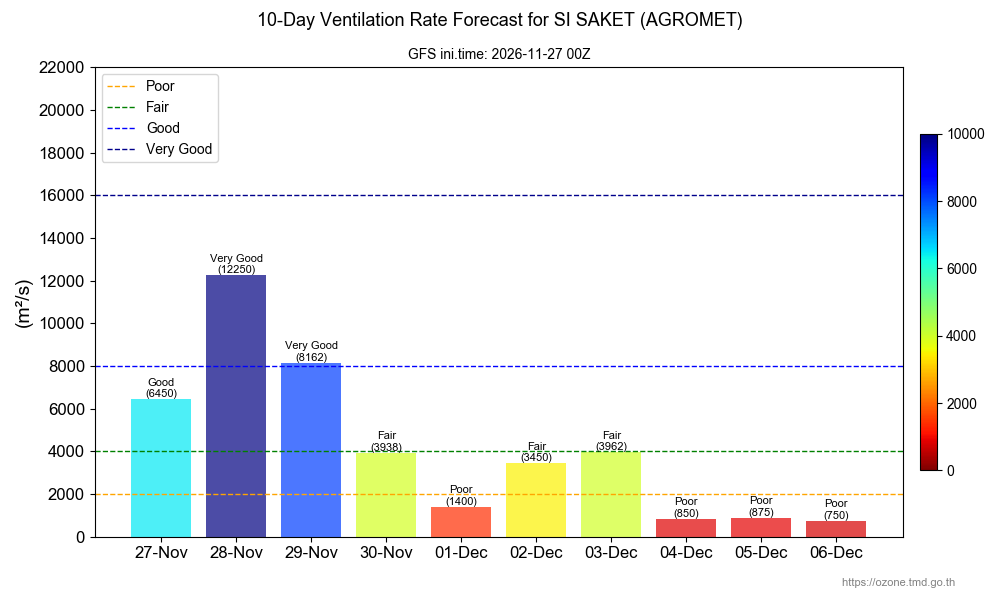 10-Day Ventilation Rate Forecast for SI SAKET (AGROMET)
GFS ini.time: 2026-11-27 00Z
(m²/s)
22000
20000
18000
16000
14000
12000
10000
8000
6000
4000
2000
0
Poor
Fair
Good
Very Good
Good
(6450)
Very Good
(12250)
Very Good
(8162)
Fair
(3938)
Poor
(1400)
Fair
(3450)
Fair
(3962)
Poor
(850)
Poor
(875)
Poor
(750)
27-Nov 28-Nov 29-Nov 30-Nov 01-Dec 02-Dec 03-Dec 04-Dec 05-Dec 06-Dec
10000
8000
6000
4000
2000
0
https://ozone.tmd.go.th